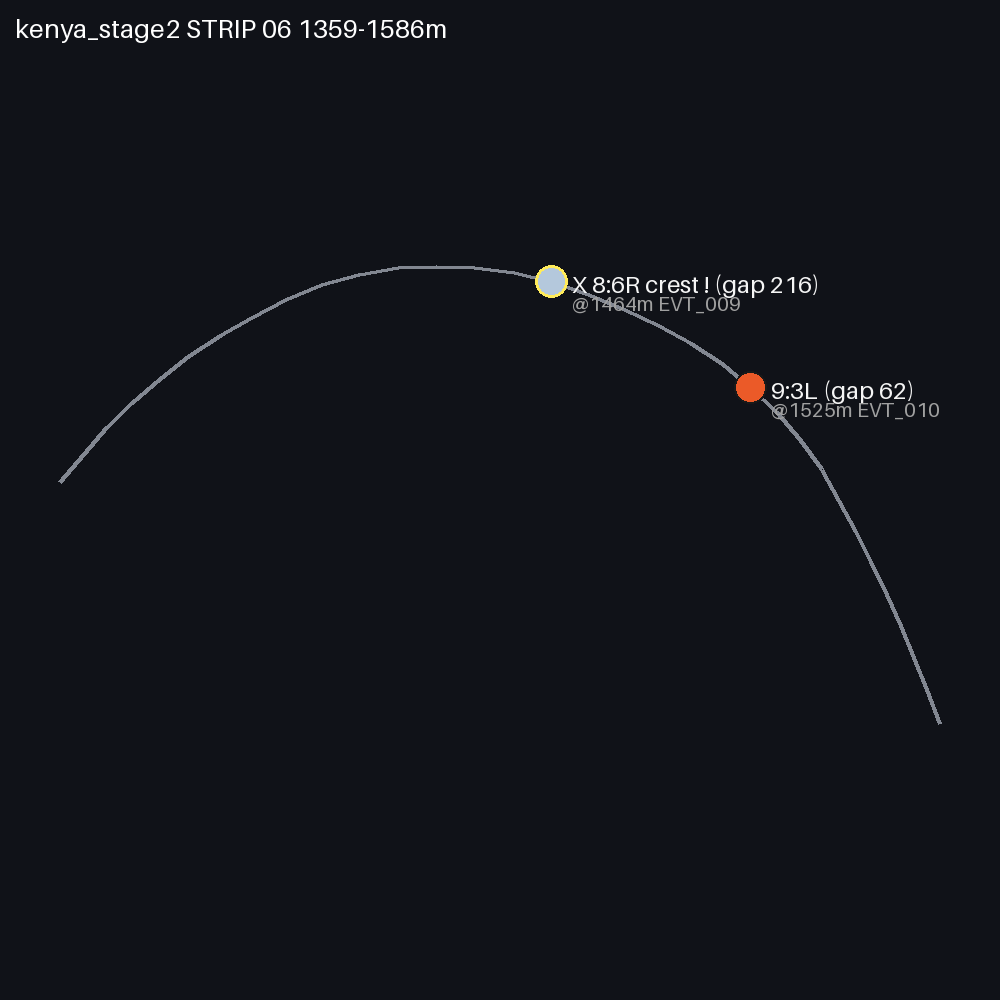 kenya_stage2 STRIP 06 1359-1586m
X 8:6R crest ! (gap 216)
@1464m EVT_009
9:3L (gap 62)
@1525m EVT_010